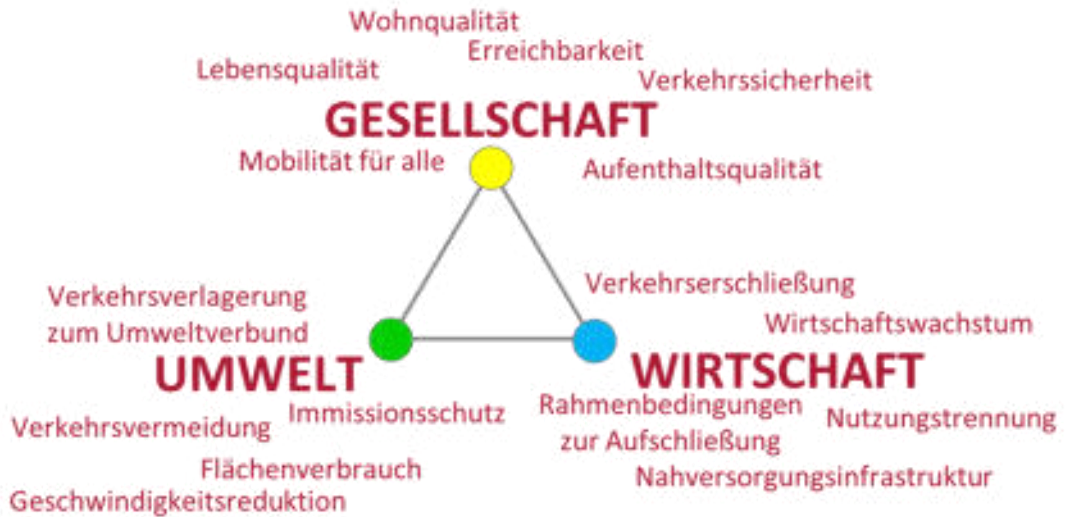 Wohnqualität
Erreichbarkeit
Lebensqualität
Verkehrssicherheit
GESELLSCHAFT
Mobilität für alle
Aufenthaltsqualität
Verkehrsverlagerung
zum Umweltverbund
UMWELT
Immissionsschutz
Verkehrsvermeidung
Flächenverbrauch
Geschwindigkeitsreduktion
Verkehrserschließung
Wirtschaftswachstum
WIRTSCHAFT
Rahmenbedingungen
zur Aufschließung
Nutzungstrennung
Nahversorgungsinfrastruktur